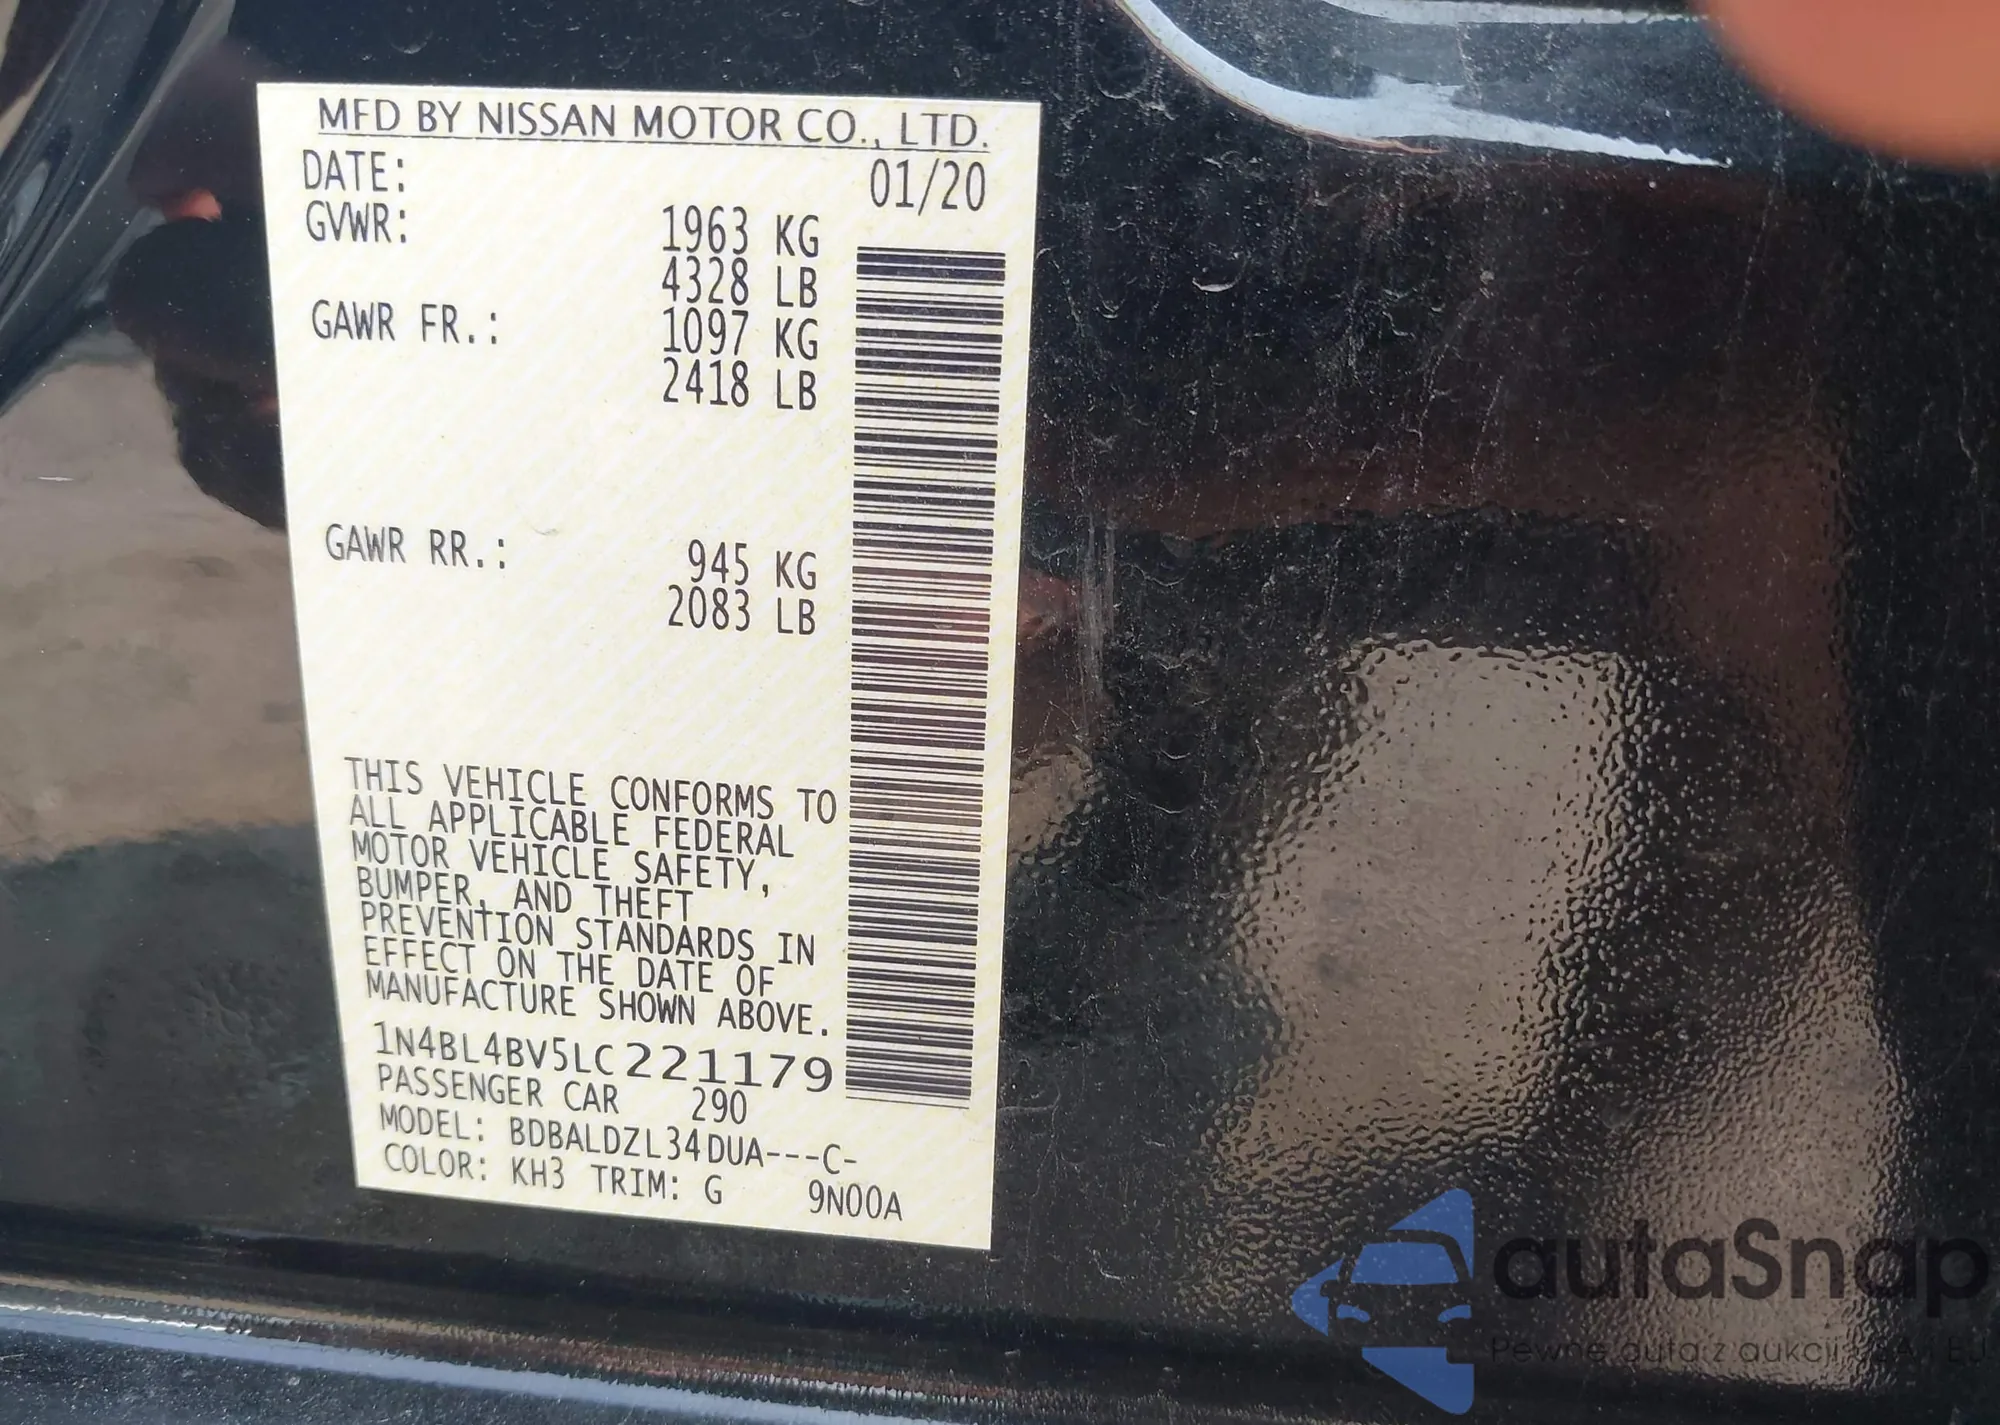 MFD BY NISSAN MOTOR CO., LTD.
DATE: 01/20
GVWR: 1963 KG
4328 LB
GAWR FR.: 1097 KG
2418 LB
GAWR RR.: 945 KG
2083 LB
THIS VEHICLE CONFORMS TO
ALL APPLICABLE FEDERAL
MOTOR VEHICLE SAFETY,
BUMPER, AND THEFT
PREVENTION STANDARDS IN
EFFECT ON THE DATE OF
MANUFACTURE SHOWN ABOVE.
1N4BL4BV5LC221179
PASSENGER CAR 290
MODEL: BDBALDZL34DUA---C-
COLOR: KH3 TRIM: G 9N00A
autaSnap
Pewne auta z aukcji